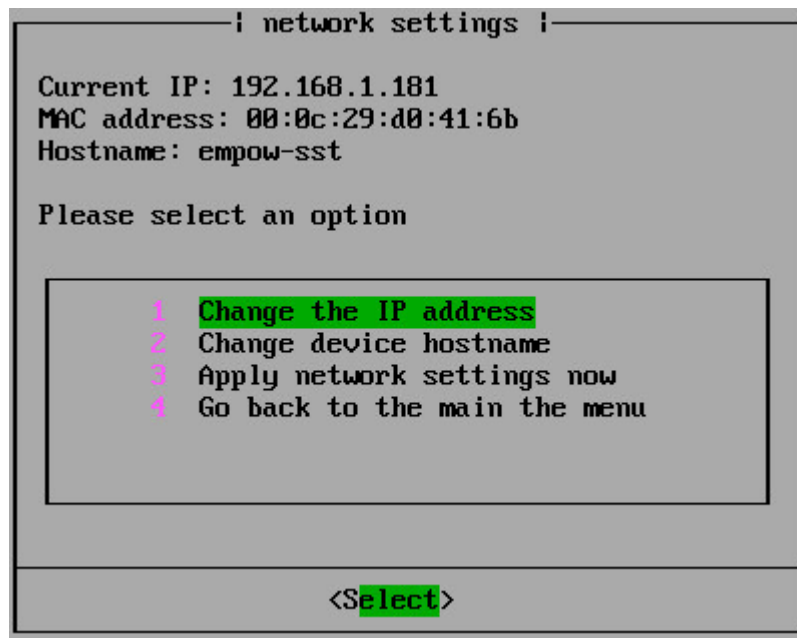 network settings
Current IP: 192.168.1.181
MAC address: 00:0c:29:d0:41:6b
Hostname: empow-sst
Please select an option
1 Change the IP address
2 Change device hostname
3 Apply network settings now
4 Go back to the main the menu
<Select>